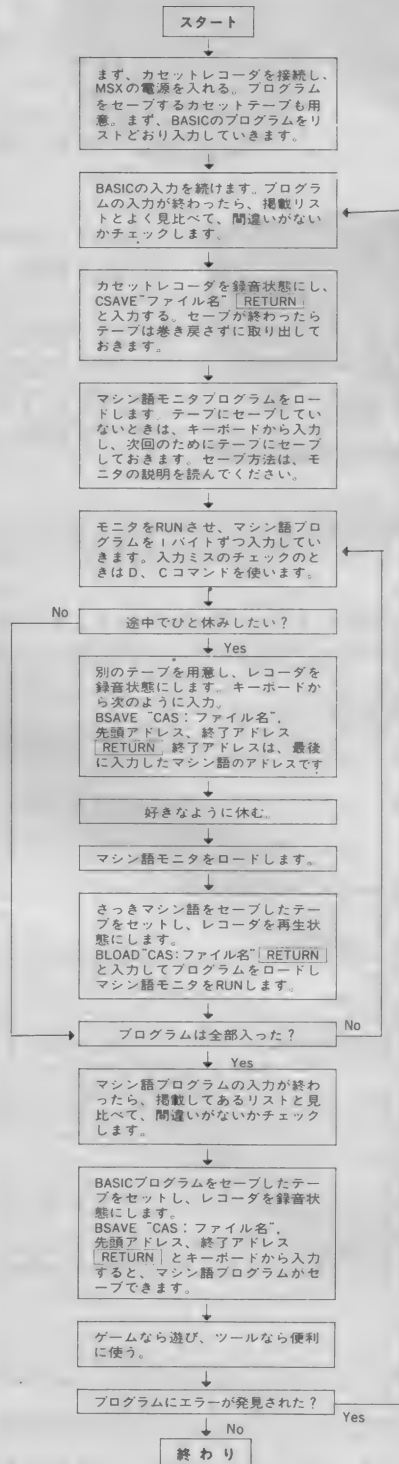 スタート
まず、カセットレコーダを接続し、
MSXの電源を入れる。プログラム
をセーブするカセットテープも用
意。まず、BASICのプログラムをリ
ストどおり入力していきます。
BASICの入力を続けます。プログラ
ムの入力が終わったら、掲載リス
トとよく見比べて、間違いがない
かチェックします。
カセットレコーダを録音状態にし、
CSAVE"ファイル名" RETURN
と入力する。セーブが終わったら
テープは巻き戻さずに取り出して
おきます。
マシン語モニタプログラムをロー
ドします。テープにセーブしてい
ないときは、キーボードから入力
し、次回のためにテープにセーブ
しておきます。セーブ方法は、モ
ニタの説明を読んでください。
モニタをRUNさせ、マシン語プロ
グラムを1バイトずつ入力してい
きます。入力ミスのチェックのと
きはD、Cコマンドを使います。
No
途中でひと休みしたい?
Yes
別のテープを用意し、レコーダを
録音状態にします。キーボードか
ら次のように入力。
BSAVE "CAS:ファイル名",
先頭アドレス、終了アドレス
RETURN 終了アドレスは、最後
に入力したマシン語のアドレスです
好きなように休む。
マシン語モニタをロードします。
さっきマシン語をセーブしたテー
プをセットし、レコーダを再生状
態にします。
BLOAD"CAS:ファイル名" RETURN
と入力してプログラムをロードし
マシン語モニタをRUNします。
プログラムは全部入った?
No
Yes
マシン語プログラムの入力が終わ
ったら、掲載してあるリストと見
比べて、間違いがないかチェック
します。
BASICプログラムをセーブしたテー
プをセットし、レコーダを録音状
態にします。
BSAVE "CAS:ファイル名",
先頭アドレス、終了アドレス
RETURN とキーボードから入力
すると、マシン語プログラムがセ
ーブできます。
ゲームなら遊び、ツールなら便利
に使う。
プログラムにエラーが発見された?
Yes
No
終わり